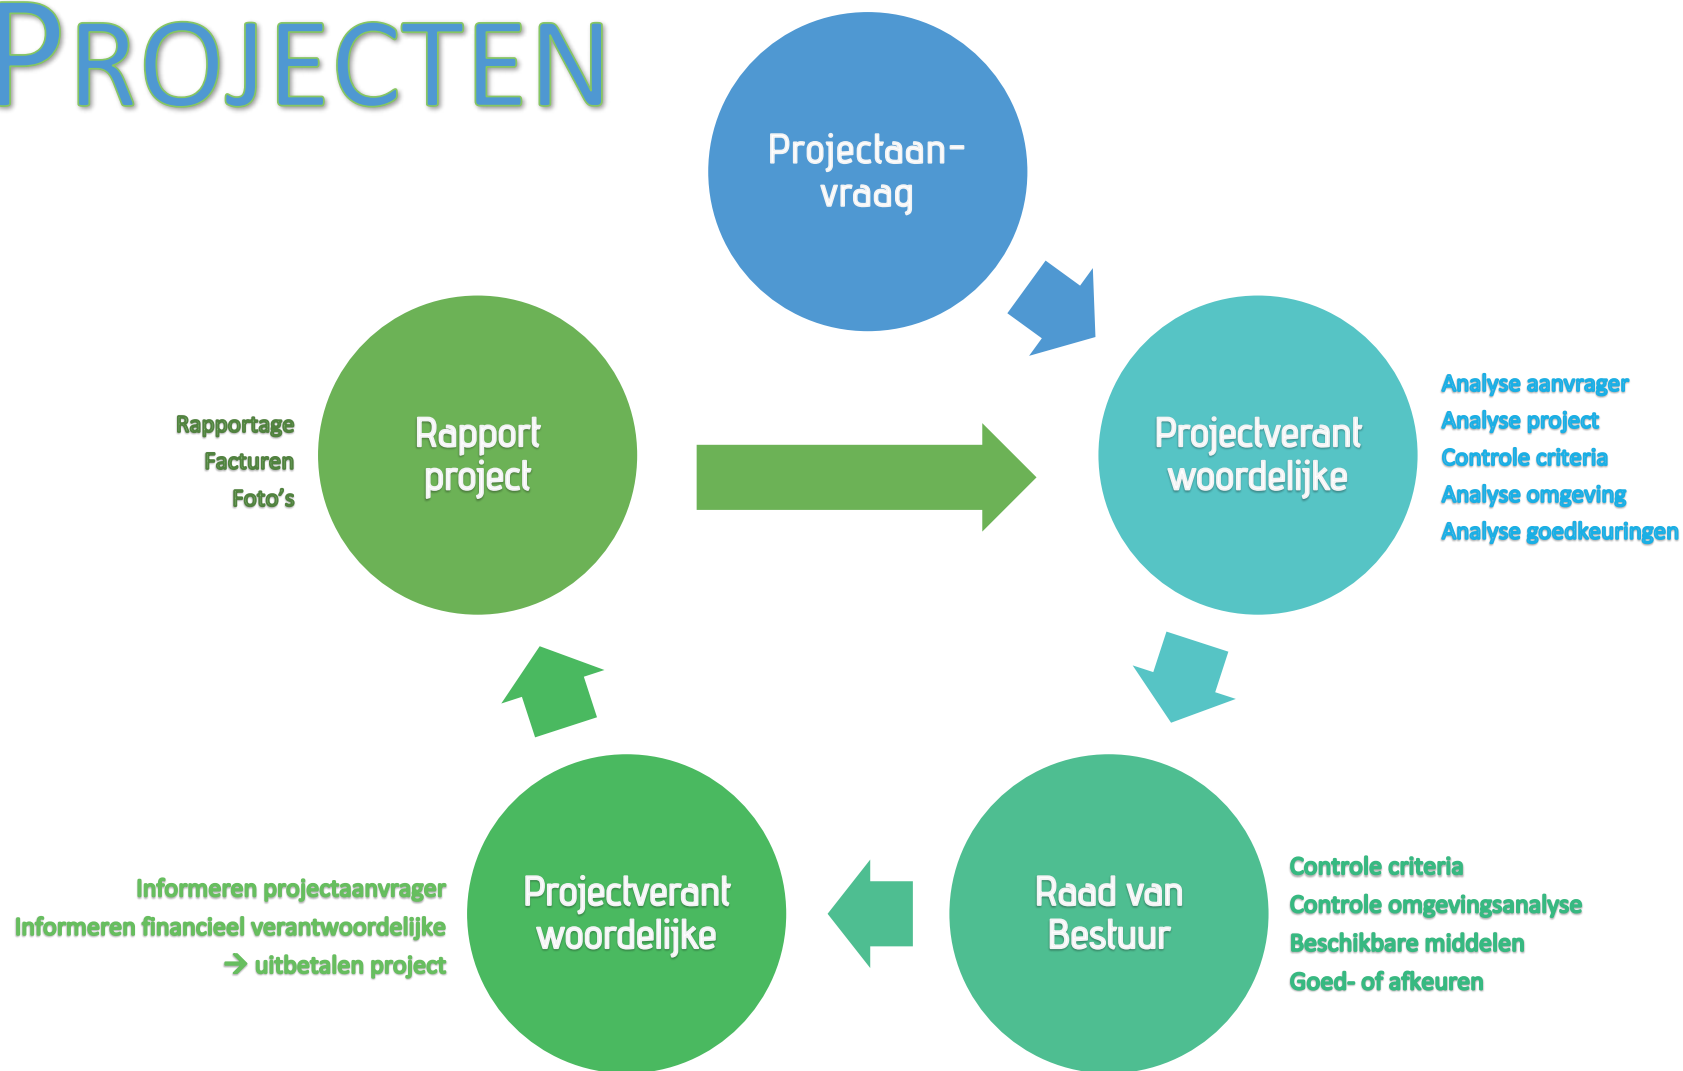 PROJECTEN
Projectaan-
vraag
Projectverant
woordelijke
Analyse aanvrager
Analyse project
Controle criteria
Analyse omgeving
Analyse goedkeuringen
Raad van
Bestuur
Controle criteria
Controle omgevingsanalyse
Beschikbare middelen
Goed- of afkeuren
Projectverant
woordelijke
Informeren projectaanvrager
Informeren financieel verantwoordelijke
→ uitbetalen project
Rapport
project
Rapportage
Facturen
Foto’s